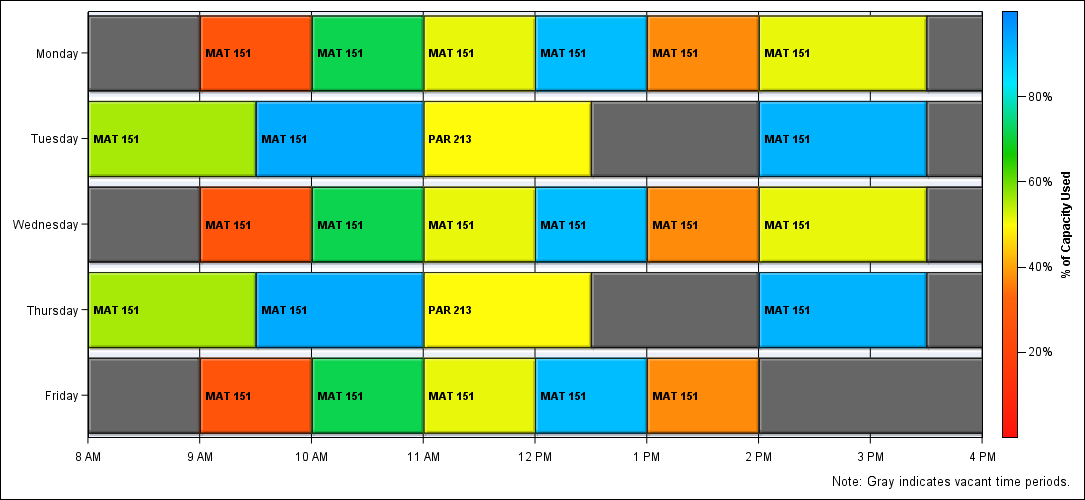 Monday MAT 151 MAT 151 MAT 151 MAT 151 MAT 151 MAT 151
80%
Tuesday MAT 151 MAT 151 PAR 213 MAT 151
60%
Wednesday MAT 151 MAT 151 MAT 151 MAT 151 MAT 151 MAT 151
% of Capacity Used
40%
Thursday MAT 151 MAT 151 PAR 213 MAT 151
20%
Friday MAT 151 MAT 151 MAT 151 MAT 151 MAT 151
8 AM 9 AM 10 AM 11 AM 12 PM 1 PM 2 PM 3 PM 4 PM
Note: Gray indicates vacant time periods.